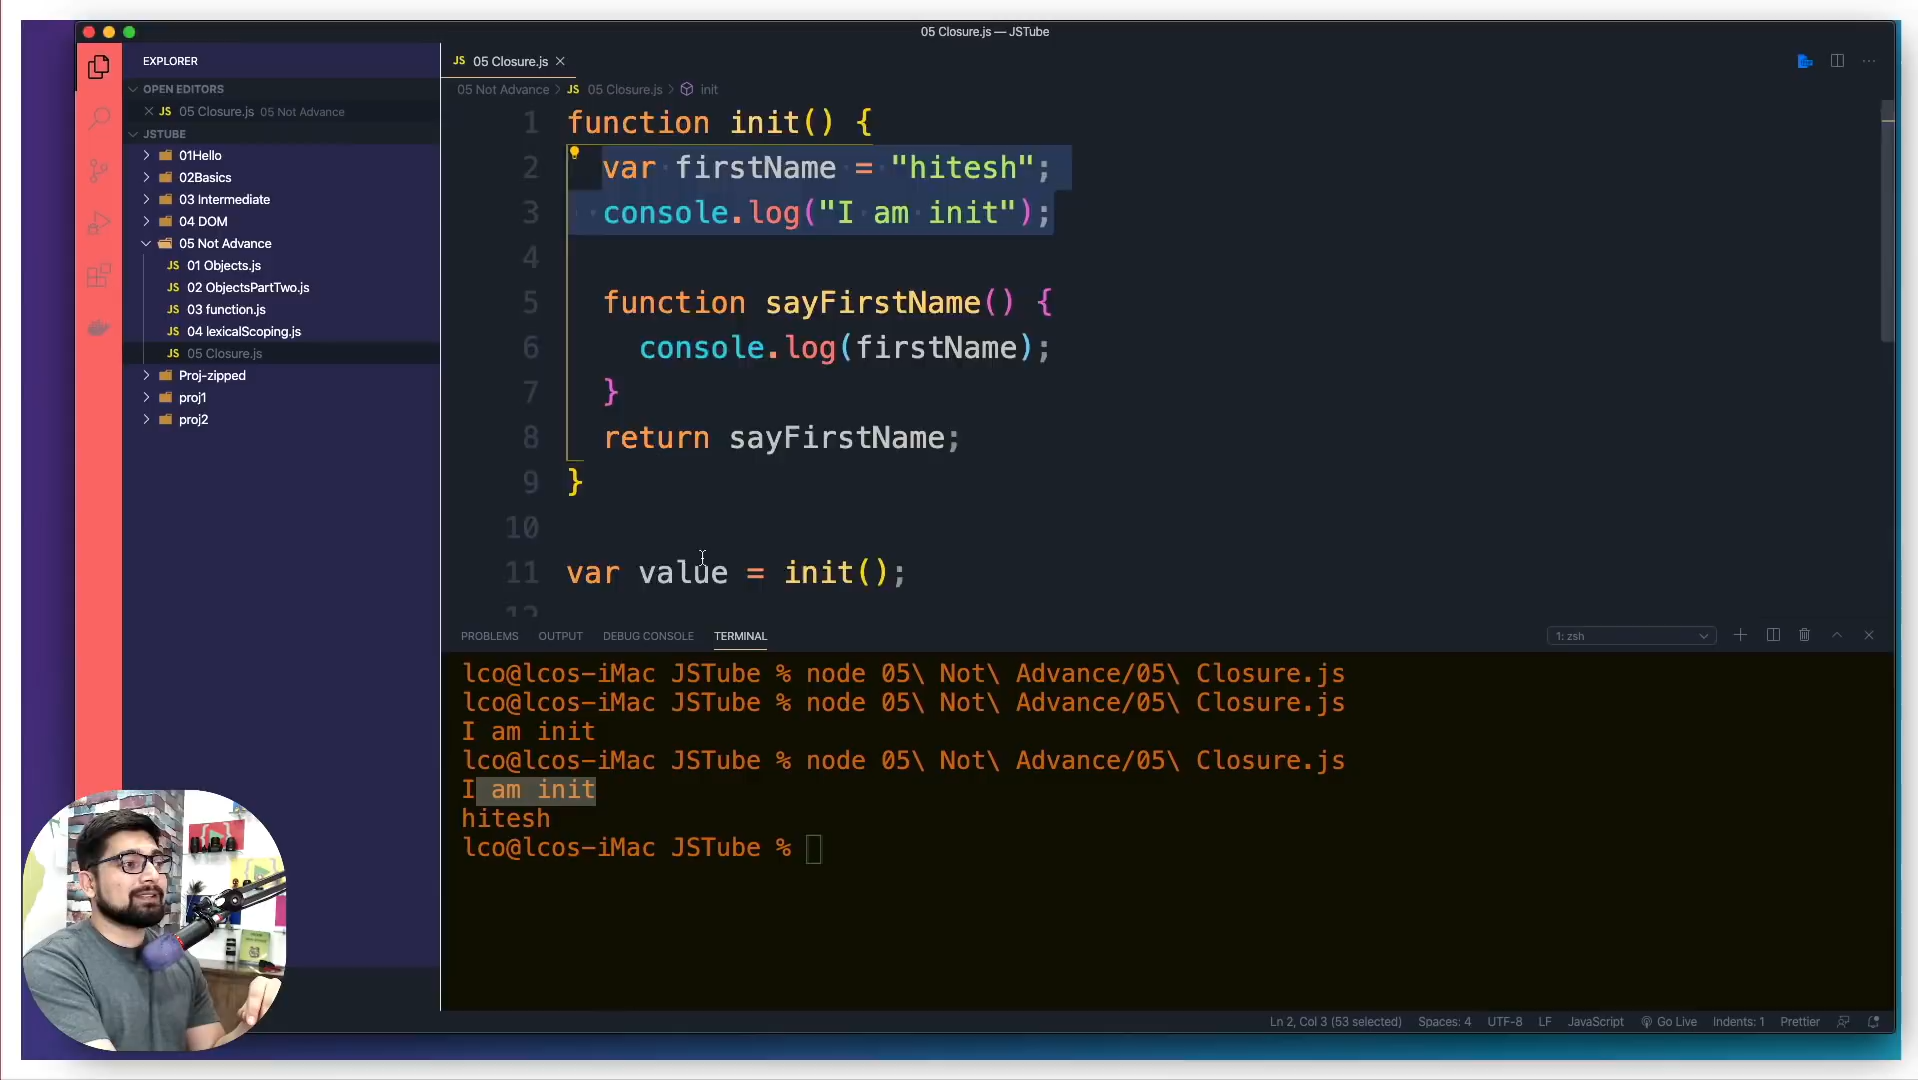 05 Closure.js — JSTube
EXPLORER
OPEN EDITORS
JS 05 Closure.js 05 Not Advance
JSTUBE
01Hello
02Basics
03 Intermediate
04 DOM
05 Not Advance
JS 01 Objects.js
JS 02 ObjectsPartTwo.js
JS 03 function.js
JS 04 lexicalScoping.js
JS 05 Closure.js
Proj-zipped
proj1
proj2
JS 05 Closure.js
05 Not Advance > JS 05 Closure.js > init
1 function init() {
2 var firstName = "hitesh";
3 console.log("I am init");
4
5 function sayFirstName() {
6 console.log(firstName);
7 }
8 return sayFirstName;
9 }
10
11 var value = init();
12
PROBLEMS OUTPUT DEBUG CONSOLE TERMINAL 1: zsh
lco@lcos-iMac JSTube % node 05\ Not\ Advance/05\ Closure.js
lco@lcos-iMac JSTube % node 05\ Not\ Advance/05\ Closure.js
I am init
lco@lcos-iMac JSTube % node 05\ Not\ Advance/05\ Closure.js
I am init
hitesh
lco@lcos-iMac JSTube %
Ln 2, Col 3 (53 selected) Spaces: 4 UTF-8 LF JavaScript Go Live Indents: 1 Prettier